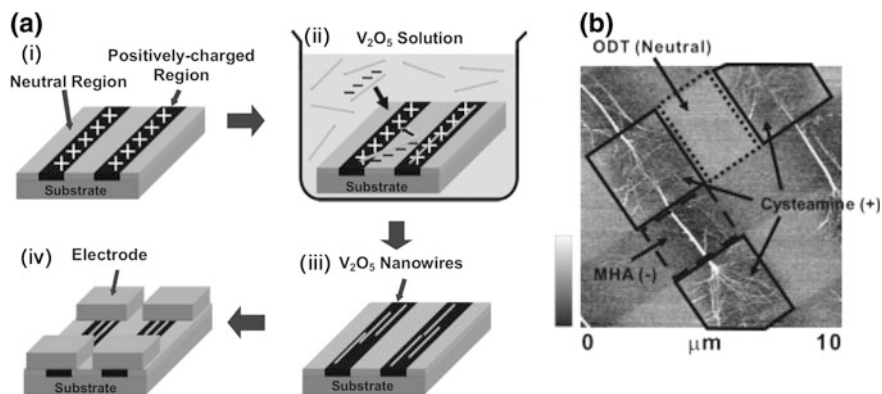 (a)
(i)
Neutral Region
Positively-charged
Region
Substrate
(ii)
V₂O₅ Solution
Substrate
(iv)
Electrode
Substrate
(iii)
V₂O₅ Nanowires
Substrate
(b)
ODT (Neutral)
Cysteamine (+)
MHA (-)
0
μm
10